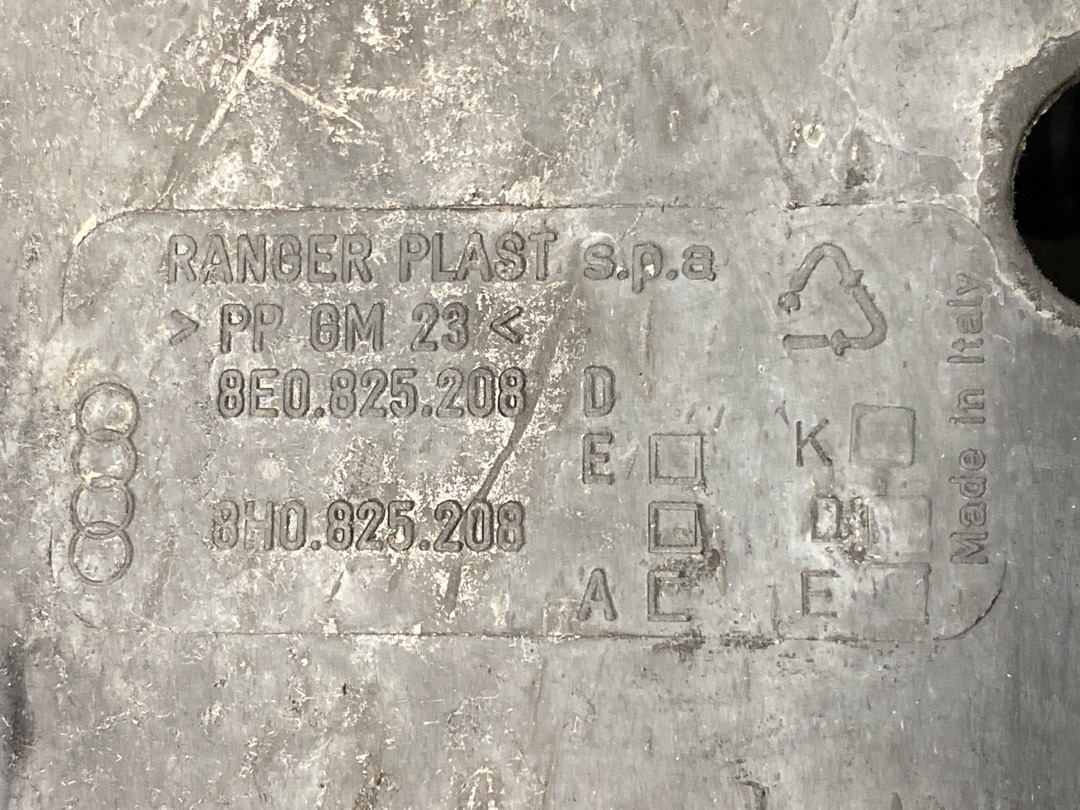 RANGER PLAST s.p.a
>PP GM 23<
8E0.825.208 D
E
K
8H0.825.208
D
A
E
Made in Italy